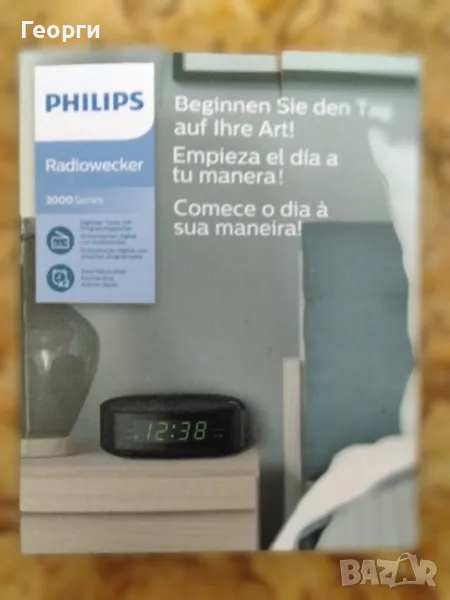 Георги
PHILIPS
Radiowecker
3000 Series
Beginnen Sie den Tag
auf Ihre Art!
Empieza el día a
tu manera!
Comece o dia à
sua maneira!
12:38
BAZAR